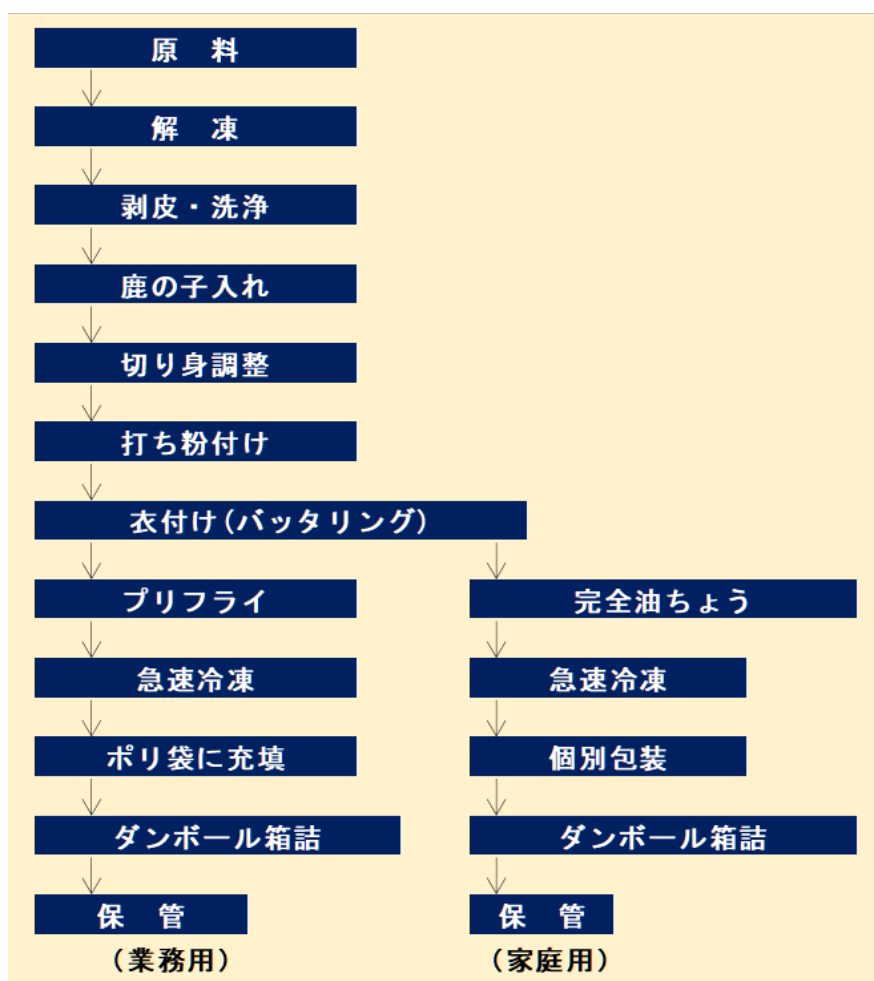 原　料
解　凍
剥皮・洗浄
鹿の子入れ
切り身調整
打ち粉付け
衣付け(バッタリング)
プリフライ
完全油ちょう
急速冷凍
急速冷凍
ポリ袋に充填
個別包装
ダンボール箱詰
ダンボール箱詰
保　管
保　管
（業務用）
（家庭用）